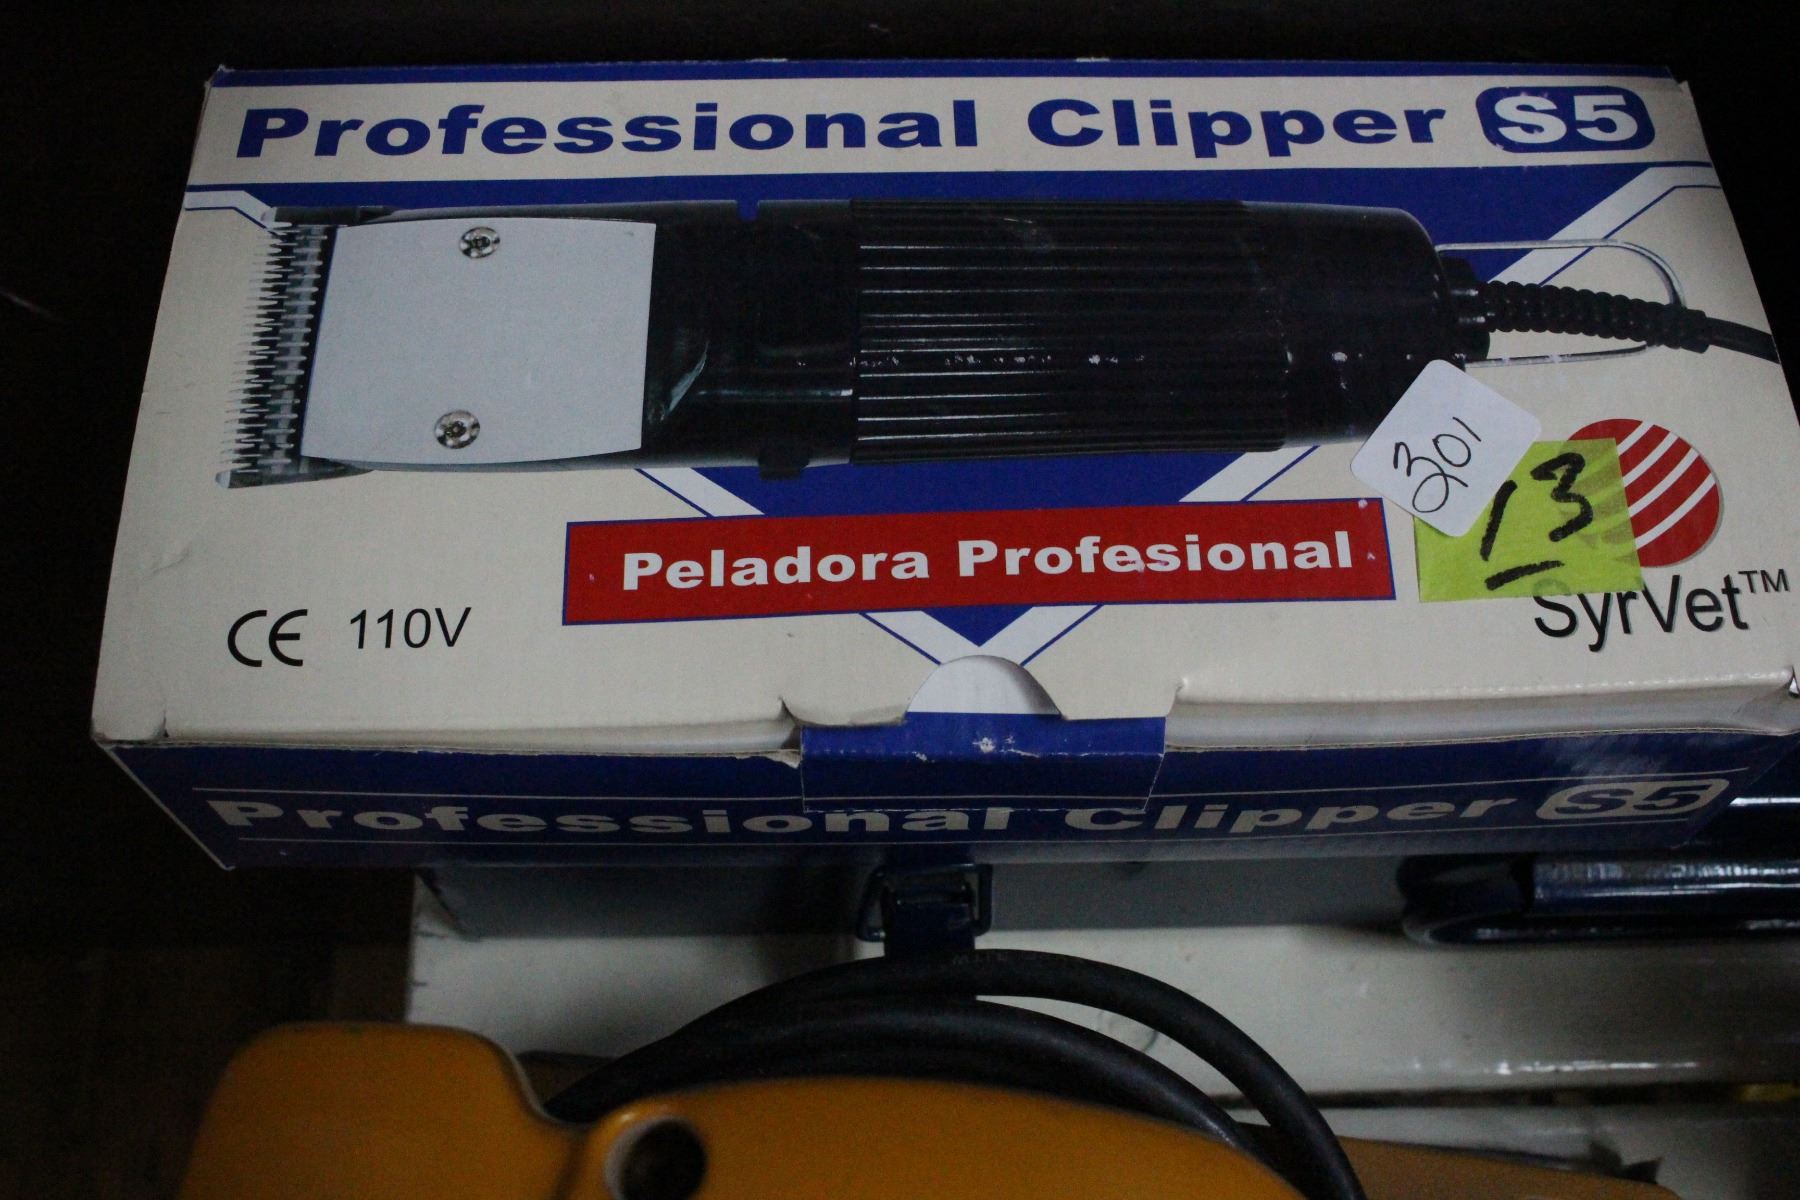 Professional Clipper S5
301
13
Peladora Profesional
SyrVet™
CE 110V
Professional Clipper S5